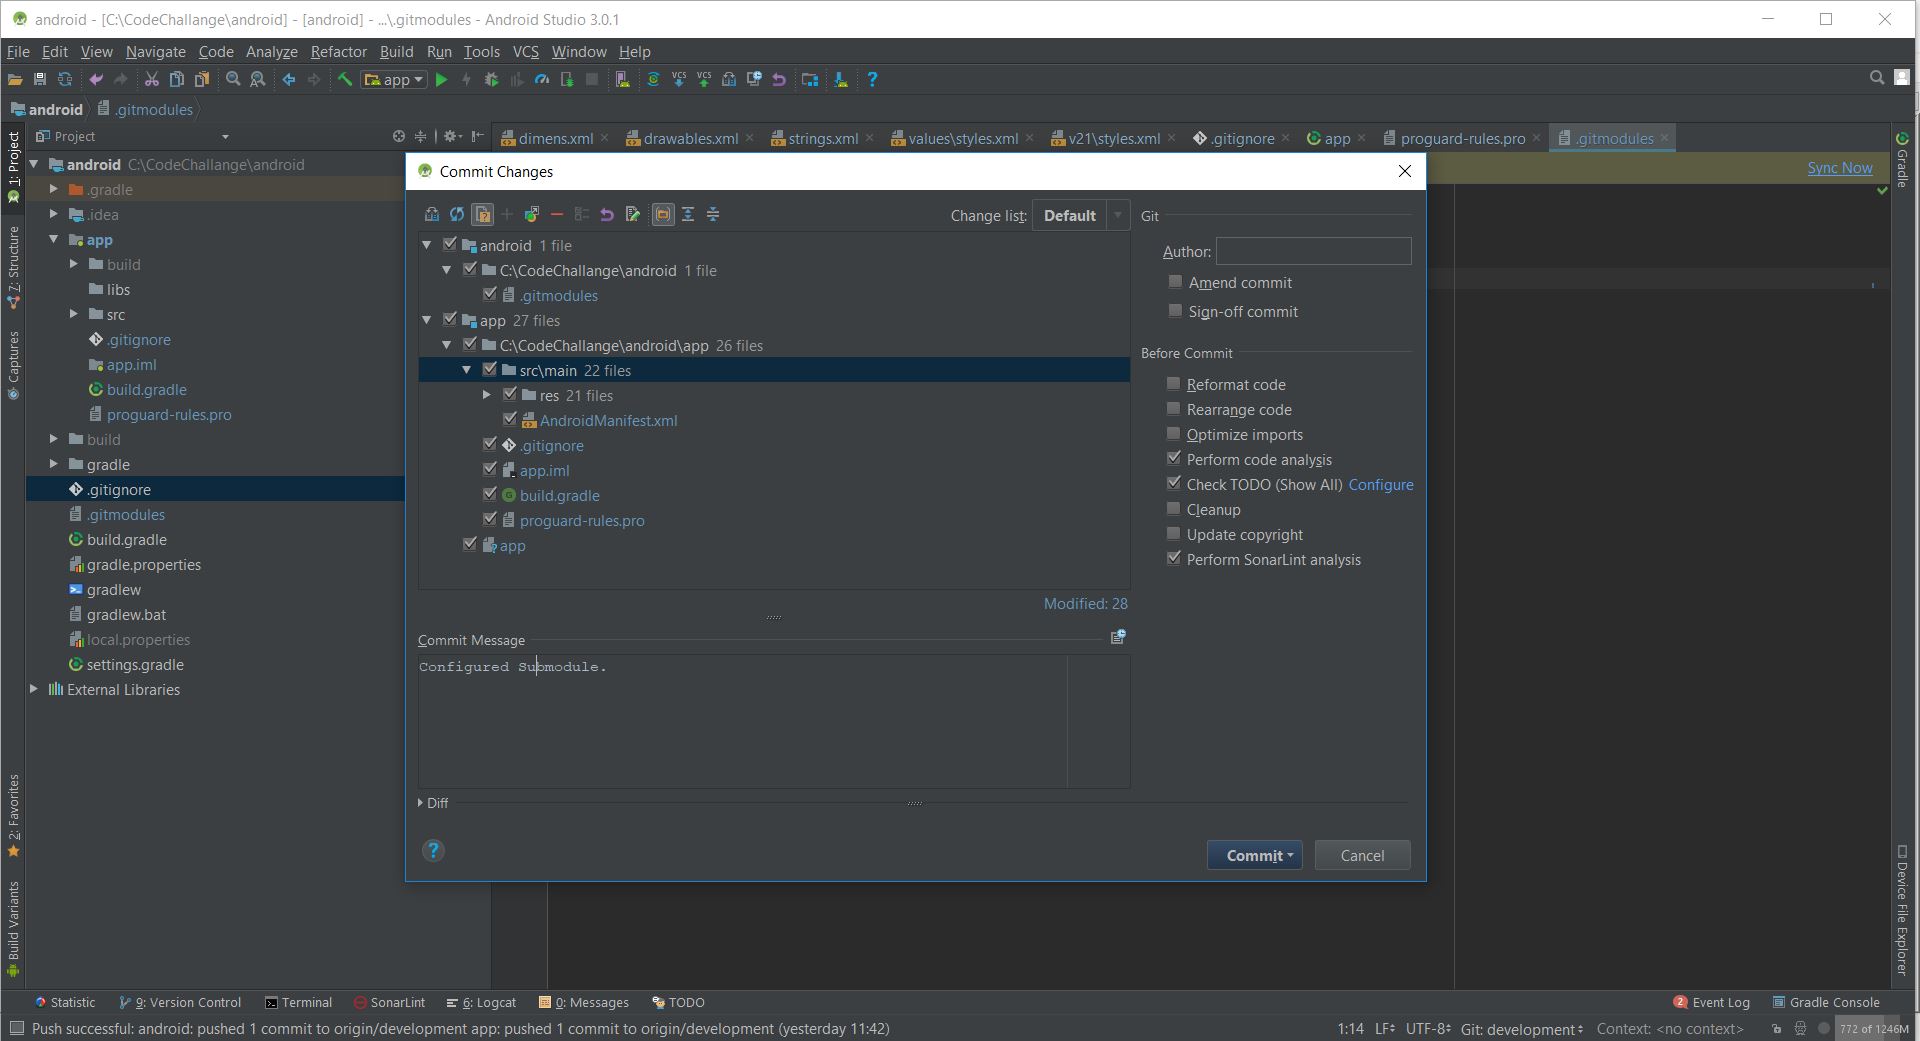 android - [C:\CodeChallange\android] - [android] - ...\.gitmodules - Android Studio 3.0.1
File Edit View Navigate Code Analyze Refactor Build Run Tools VCS Window Help
app
VCS VCS
android .gitmodules
Project
dimens.xml drawables.xml strings.xml values\styles.xml v21\styles.xml .gitignore app proguard-rules.pro .gitmodules
Sync Now
1: Project
7: Structure
Captures
2: Favorites
Build Variants
android C:\CodeChallange\android
.gradle
.idea
app
build
libs
src
.gitignore
app.iml
build.gradle
proguard-rules.pro
build
gradle
.gitignore
.gitmodules
build.gradle
gradle.properties
gradlew
gradlew.bat
local.properties
settings.gradle
External Libraries
Commit Changes
Change list: Default
android 1 file
C:\CodeChallange\android 1 file
.gitmodules
app 27 files
C:\CodeChallange\android\app 26 files
src\main 22 files
res 21 files
AndroidManifest.xml
.gitignore
app.iml
build.gradle
proguard-rules.pro
app
Modified: 28
Commit Message
Configured Submodule.
Diff
Git
Author:
Amend commit
Sign-off commit
Before Commit
Reformat code
Rearrange code
Optimize imports
Perform code analysis
Check TODO (Show All) Configure
Cleanup
Update copyright
Perform SonarLint analysis
? Commit Cancel
Gradle
Device File Explorer
Statistic 9: Version Control Terminal SonarLint 6: Logcat 0: Messages TODO 2 Event Log Gradle Console
Push successful: android: pushed 1 commit to origin/development app: pushed 1 commit to origin/development (yesterday 11:42) 1:14 LF UTF-8 Git: development Context: <no context> 772 of 1246M